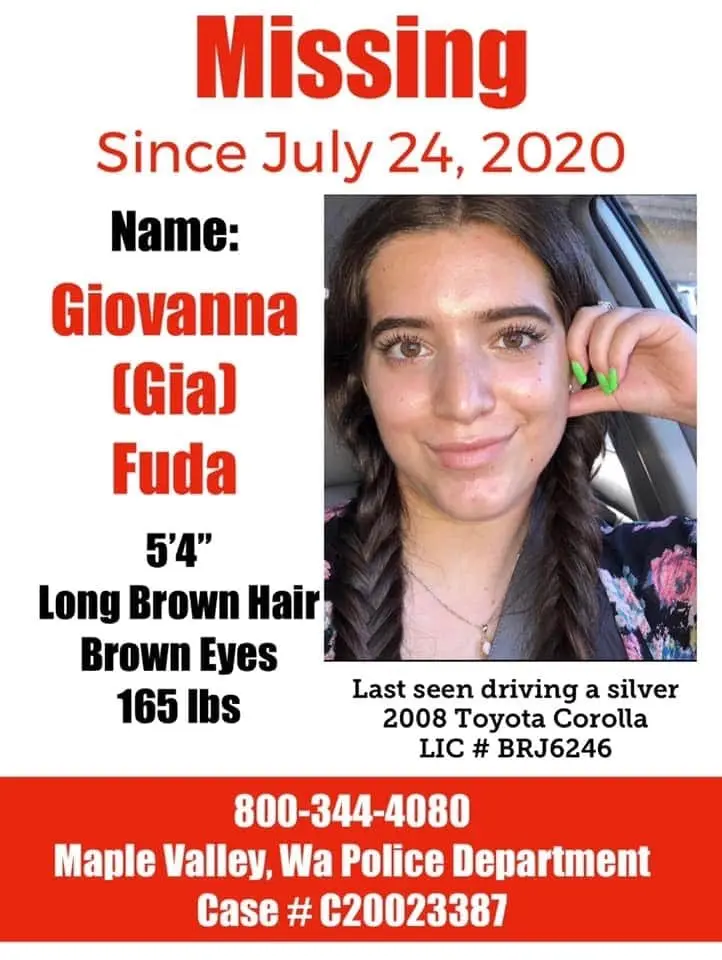 Missing
Since July 24, 2020
Name:
Giovanna
(Gia)
Fuda
5’4”
Long Brown Hair
Brown Eyes
165 lbs
Last seen driving a silver
2008 Toyota Corolla
LIC # BRJ6246
800-344-4080
Maple Valley, Wa Police Department
Case # C20023387